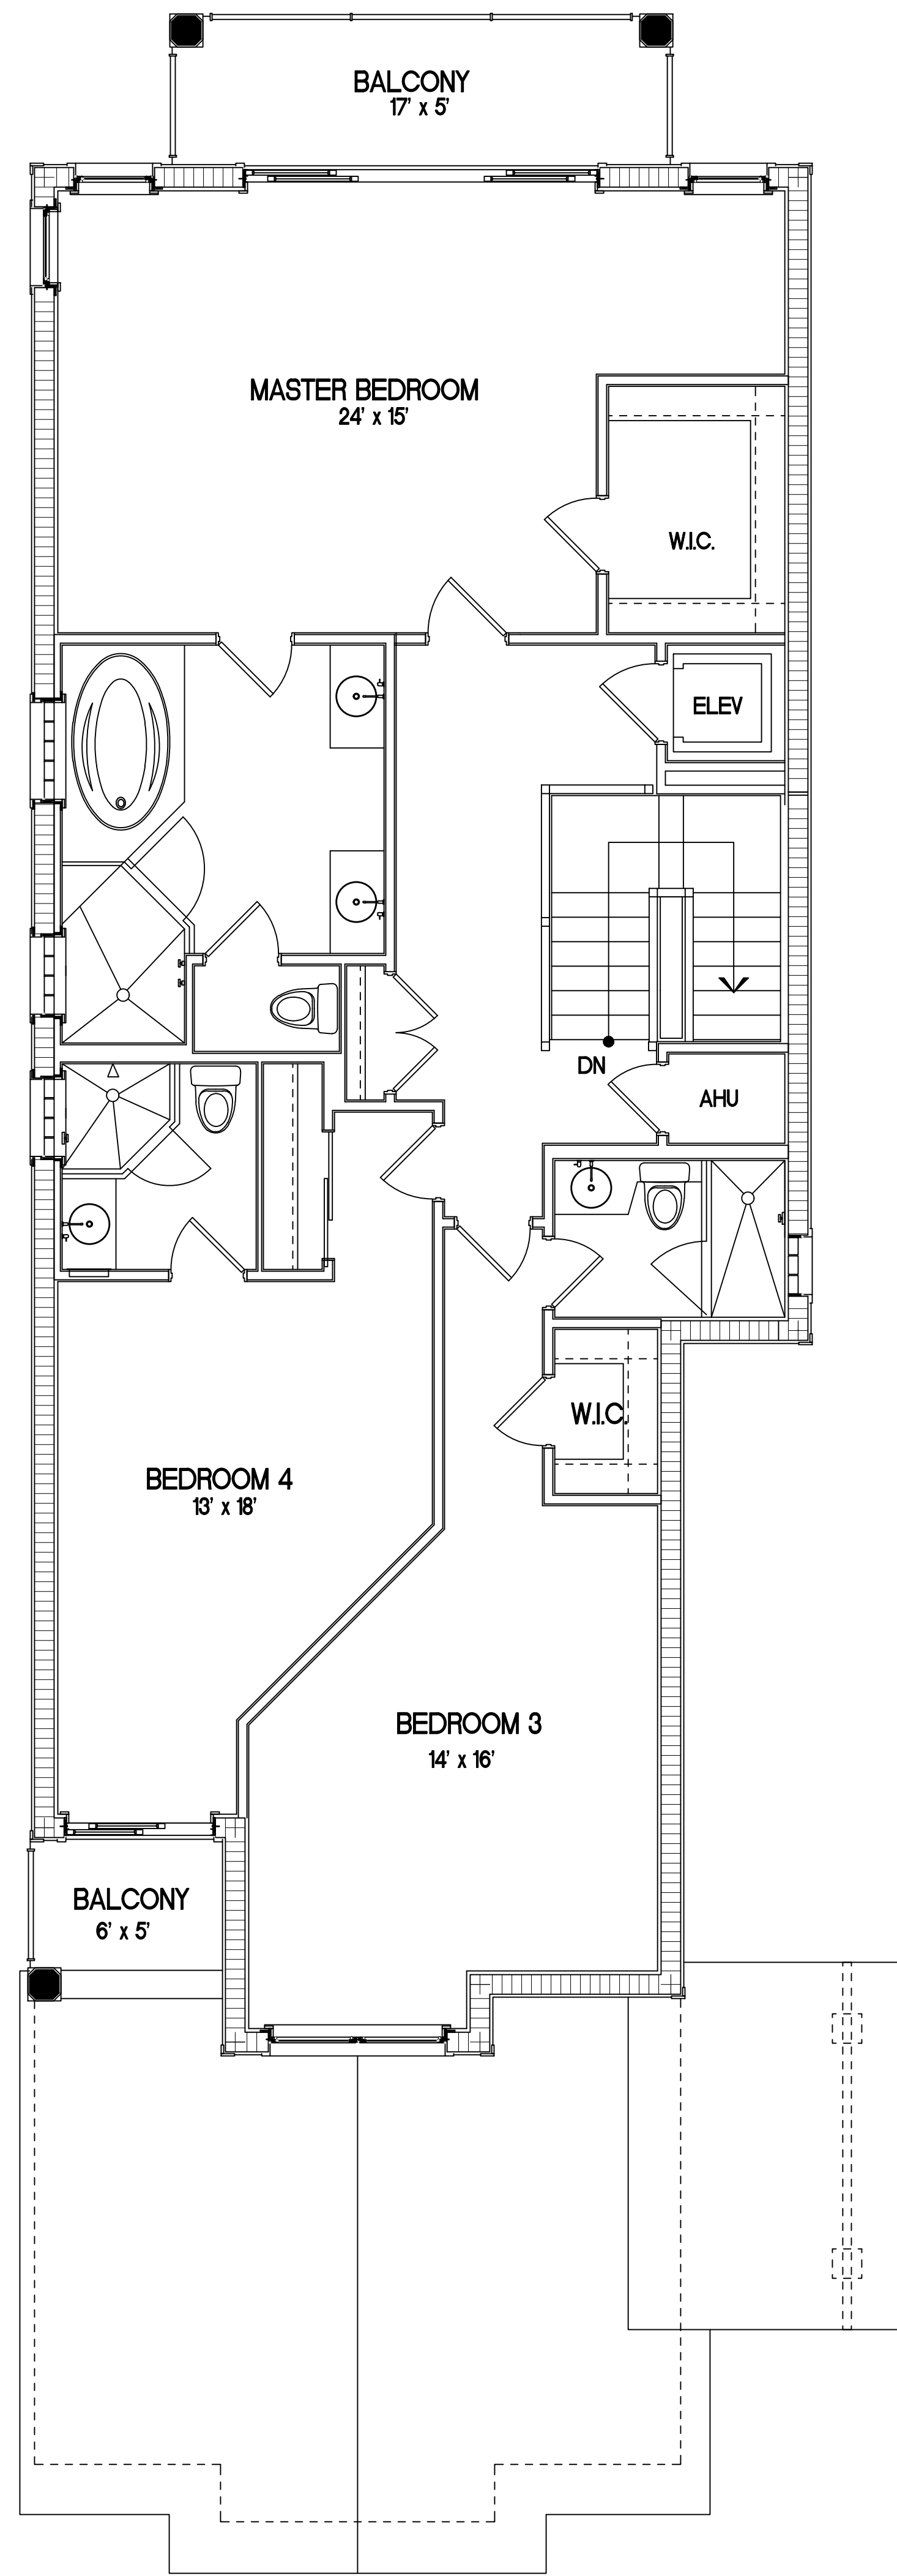 BALCONY
17' x 5'
MASTER BEDROOM
24' x 15'
W.I.C.
ELEV
DN
AHU
W.I.C.
BEDROOM 4
13' x 18'
BEDROOM 3
14' x 16'
BALCONY
6' x 5'